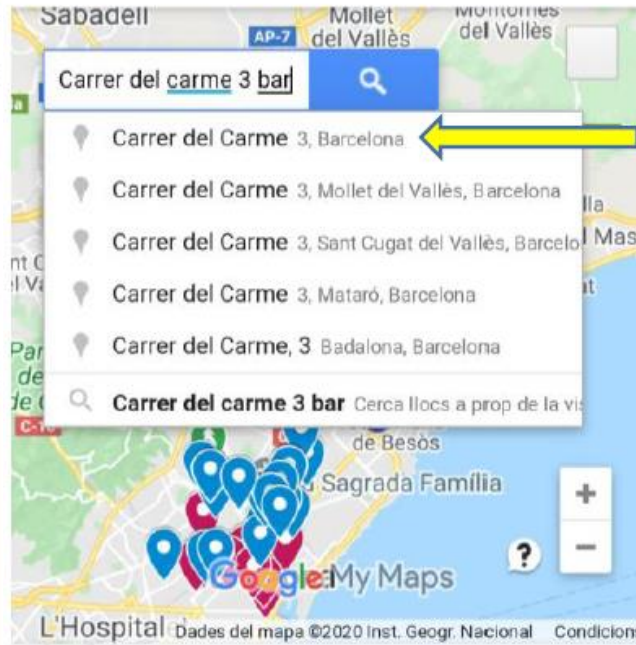 Sabadell
Mollet
del Vallès
Montornès
del Vallès
AP-7
Carrer del carme 3 bar
Carrer del Carme 3, Barcelona
Carrer del Carme 3, Mollet del Vallès, Barcelona
Carrer del Carme 3, Sant Cugat del Vallès, Barcelo
Mas
Carrer del Carme 3, Mataró, Barcelona
Carrer del Carme, 3 Badalona, Barcelona
Carrer del carme 3 bar Cerca llocs a prop de la vi
de Besòs
Sagrada Família
+
?
−
Google My Maps
L'Hospital
Dades del mapa ©2020 Inst. Geogr. Nacional Condicions